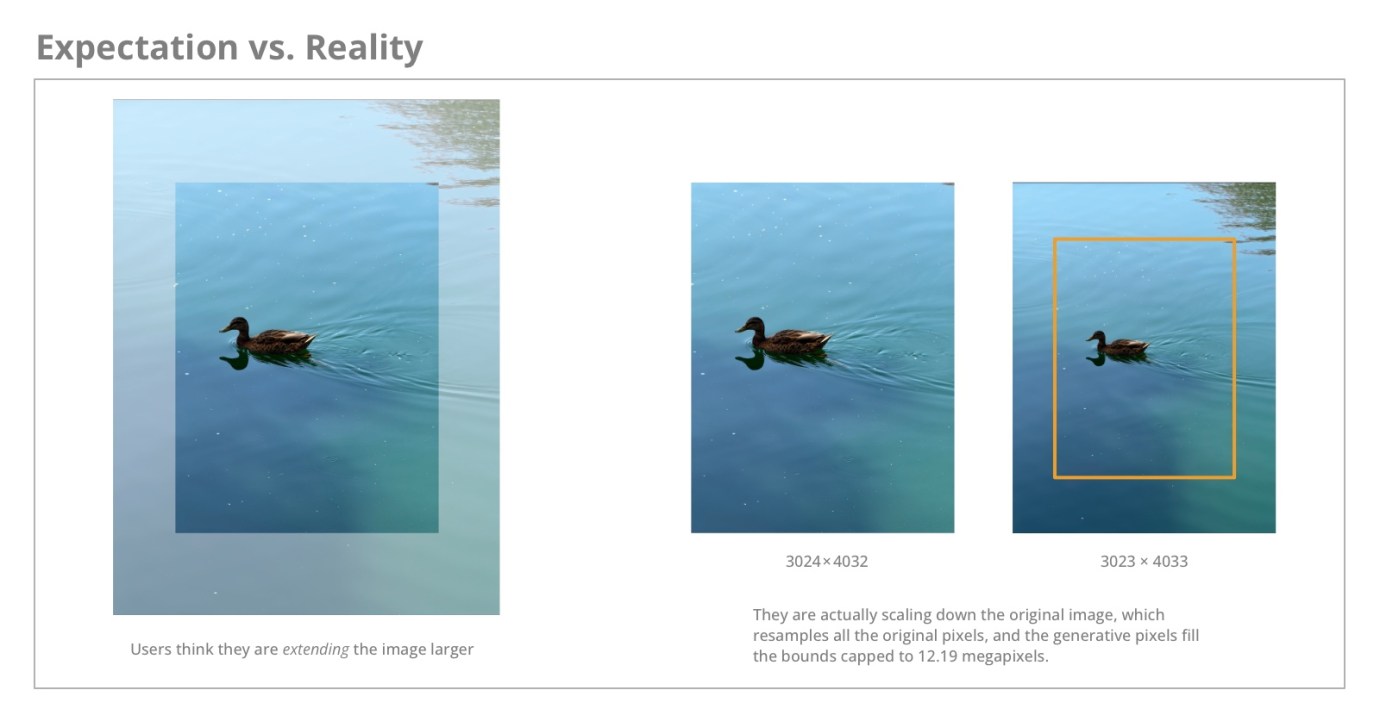 Expectation vs. Reality
3024×4032
3023 × 4033
Users think they are extending the image larger
They are actually scaling down the original image, which
resamples all the original pixels, and the generative pixels fill
the bounds capped to 12.19 megapixels.